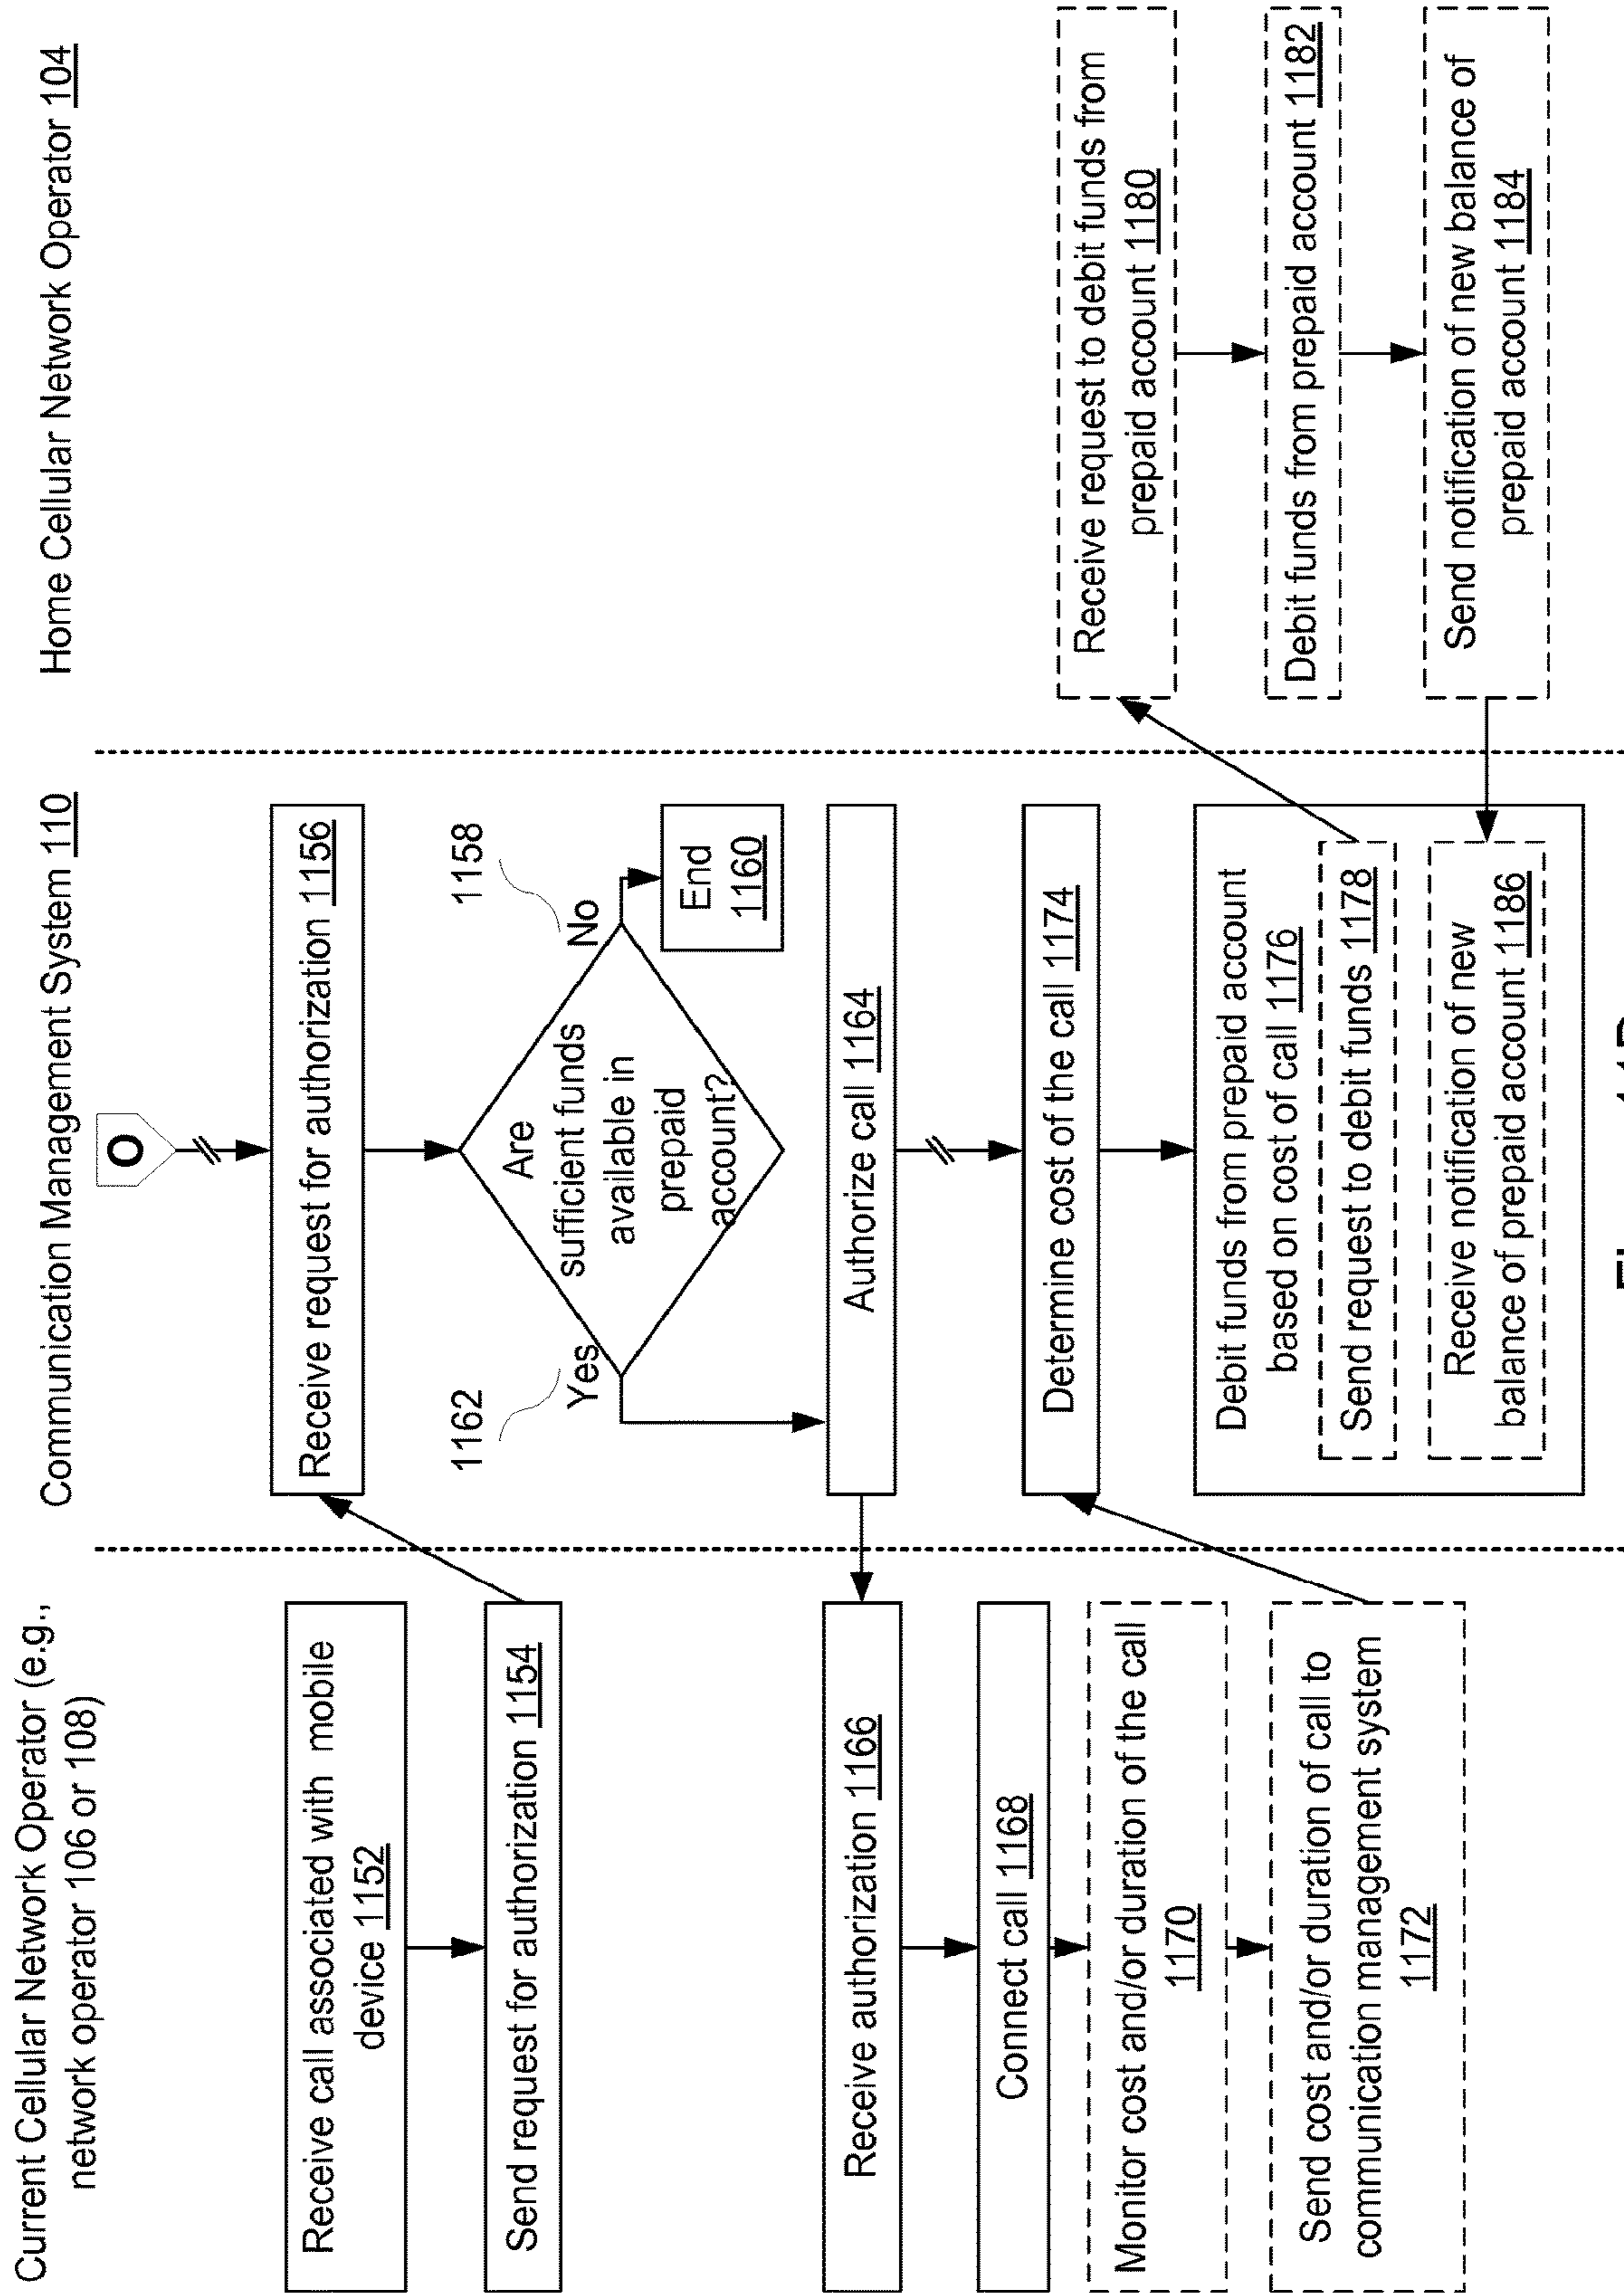 Current Cellular Network Operator (e.g.,
network operator 106 or 108)
Communication Management System 110
Home Cellular Network Operator 104
O
Receive call associated with mobile
device 1152
Send request for authorization 1154
Receive request for authorization 1156
1162
1158
Yes
No
Are
sufficient funds
available in
prepaid
account?
End
1160
Authorize call 1164
Receive authorization 1166
Connect call 1168
Monitor cost and/or duration of the call
1170
Send cost and/or duration of call to
communication management system
1172
Determine cost of the call 1174
Debit funds from prepaid account
based on cost of call 1176
Send request to debit funds 1178
Receive request to debit funds from
prepaid account 1180
Debit funds from prepaid account 1182
Send notification of new balance of
prepaid account 1184
Receive notification of new
balance of prepaid account 1186